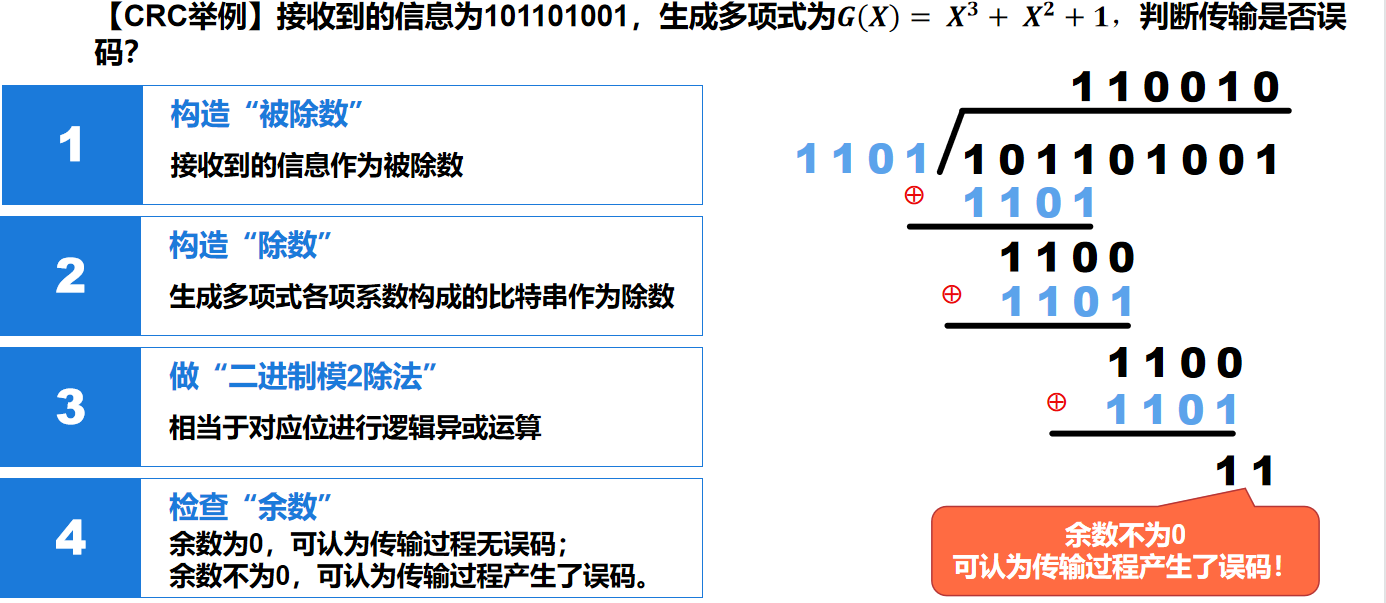 【CRC举例】接收到的信息为101101001，生成多项式为G(X) = X³ + X² + 1，判断传输是否误
码？
1
构造“被除数”
接收到的信息作为被除数
2
构造“除数”
生成多项式各项系数构成的比特串作为除数
3
做“二进制模2除法”
相当于对应位进行逻辑异或运算
4
检查“余数”
余数为0，可认为传输过程无误码；
余数不为0，可认为传输过程产生了误码。
110010
1101 101101001
⊕ 1101
1100
⊕ 1101
1100
⊕ 1101
11
余数不为0
可认为传输过程产生了误码！